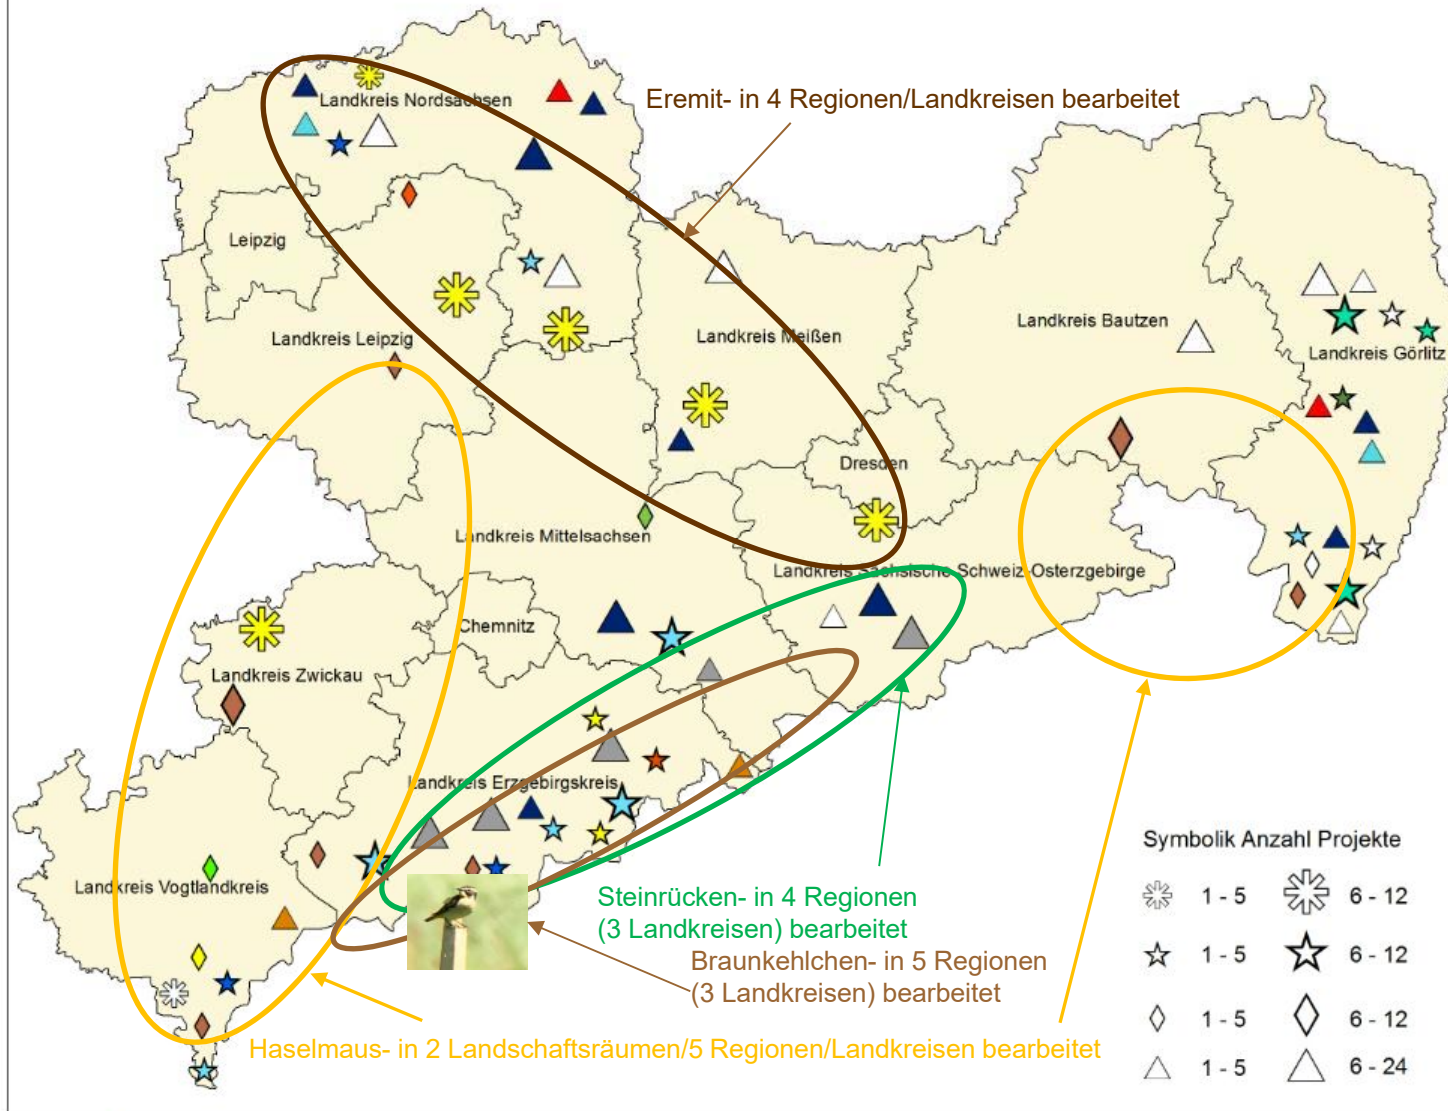 Landkreis Nordsachsen
Eremit- in 4 Regionen/Landkreisen bearbeitet
Leipzig
Landkreis Leipzig
Landkreis Meißen
Landkreis Bautzen
Landkreis Görlitz
Dresden
Landkreis Mittelsachsen
Landkreis Sächsische Schweiz-Osterzgebirge
Chemnitz
Landkreis Zwickau
Landkreis Erzgebirgskreis
Landkreis Vogtlandkreis
Steinrücken- in 4 Regionen
(3 Landkreisen) bearbeitet
Braunkehlchen- in 5 Regionen
(3 Landkreisen) bearbeitet
Haselmaus- in 2 Landschaftsräumen/5 Regionen/Landkreisen bearbeitet
Symbolik Anzahl Projekte
1 - 5 6 - 12
1 - 5 6 - 12
1 - 5 6 - 12
1 - 5 6 - 24